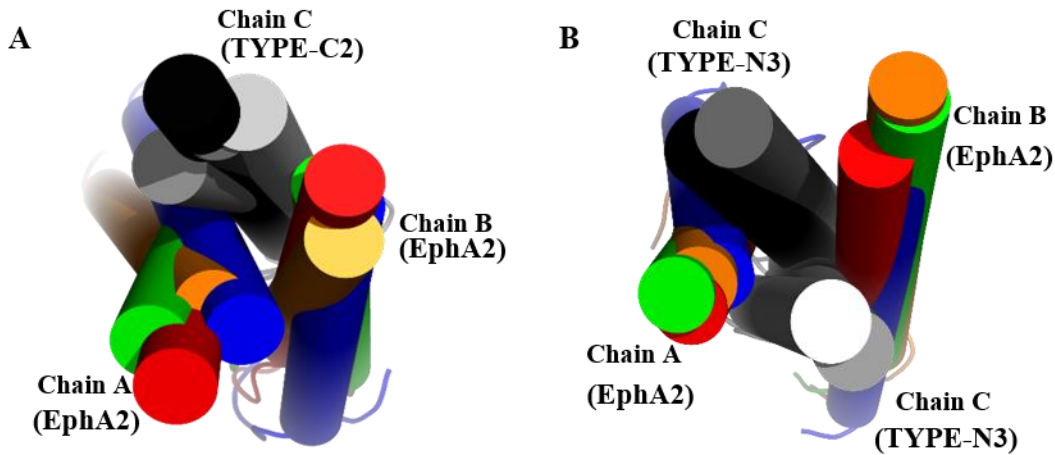 A
Chain C
(TYPE-C2)
Chain B
(EphA2)
Chain A
(EphA2)
B
Chain C
(TYPE-N3)
Chain B
(EphA2)
Chain A
(EphA2)
Chain C
(TYPE-N3)